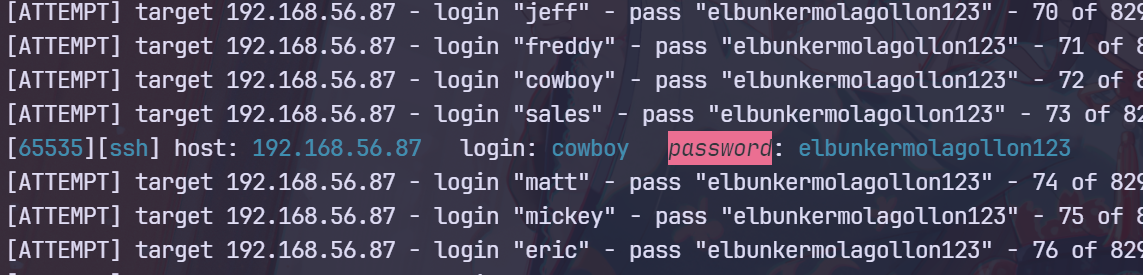 [ATTEMPT] target 192.168.56.87 - login "jeff" - pass "elbunkermolagollon123" - 70 of 829
[ATTEMPT] target 192.168.56.87 - login "freddy" - pass "elbunkermolagollon123" - 71 of 8
[ATTEMPT] target 192.168.56.87 - login "cowboy" - pass "elbunkermolagollon123" - 72 of 8
[ATTEMPT] target 192.168.56.87 - login "sales" - pass "elbunkermolagollon123" - 73 of 82
[65535][ssh] host: 192.168.56.87   login: cowboy   password: elbunkermolagollon123
[ATTEMPT] target 192.168.56.87 - login "matt" - pass "elbunkermolagollon123" - 74 of 829
[ATTEMPT] target 192.168.56.87 - login "mickey" - pass "elbunkermolagollon123" - 75 of 8
[ATTEMPT] target 192.168.56.87 - login "eric" - pass "elbunkermolagollon123" - 76 of 829